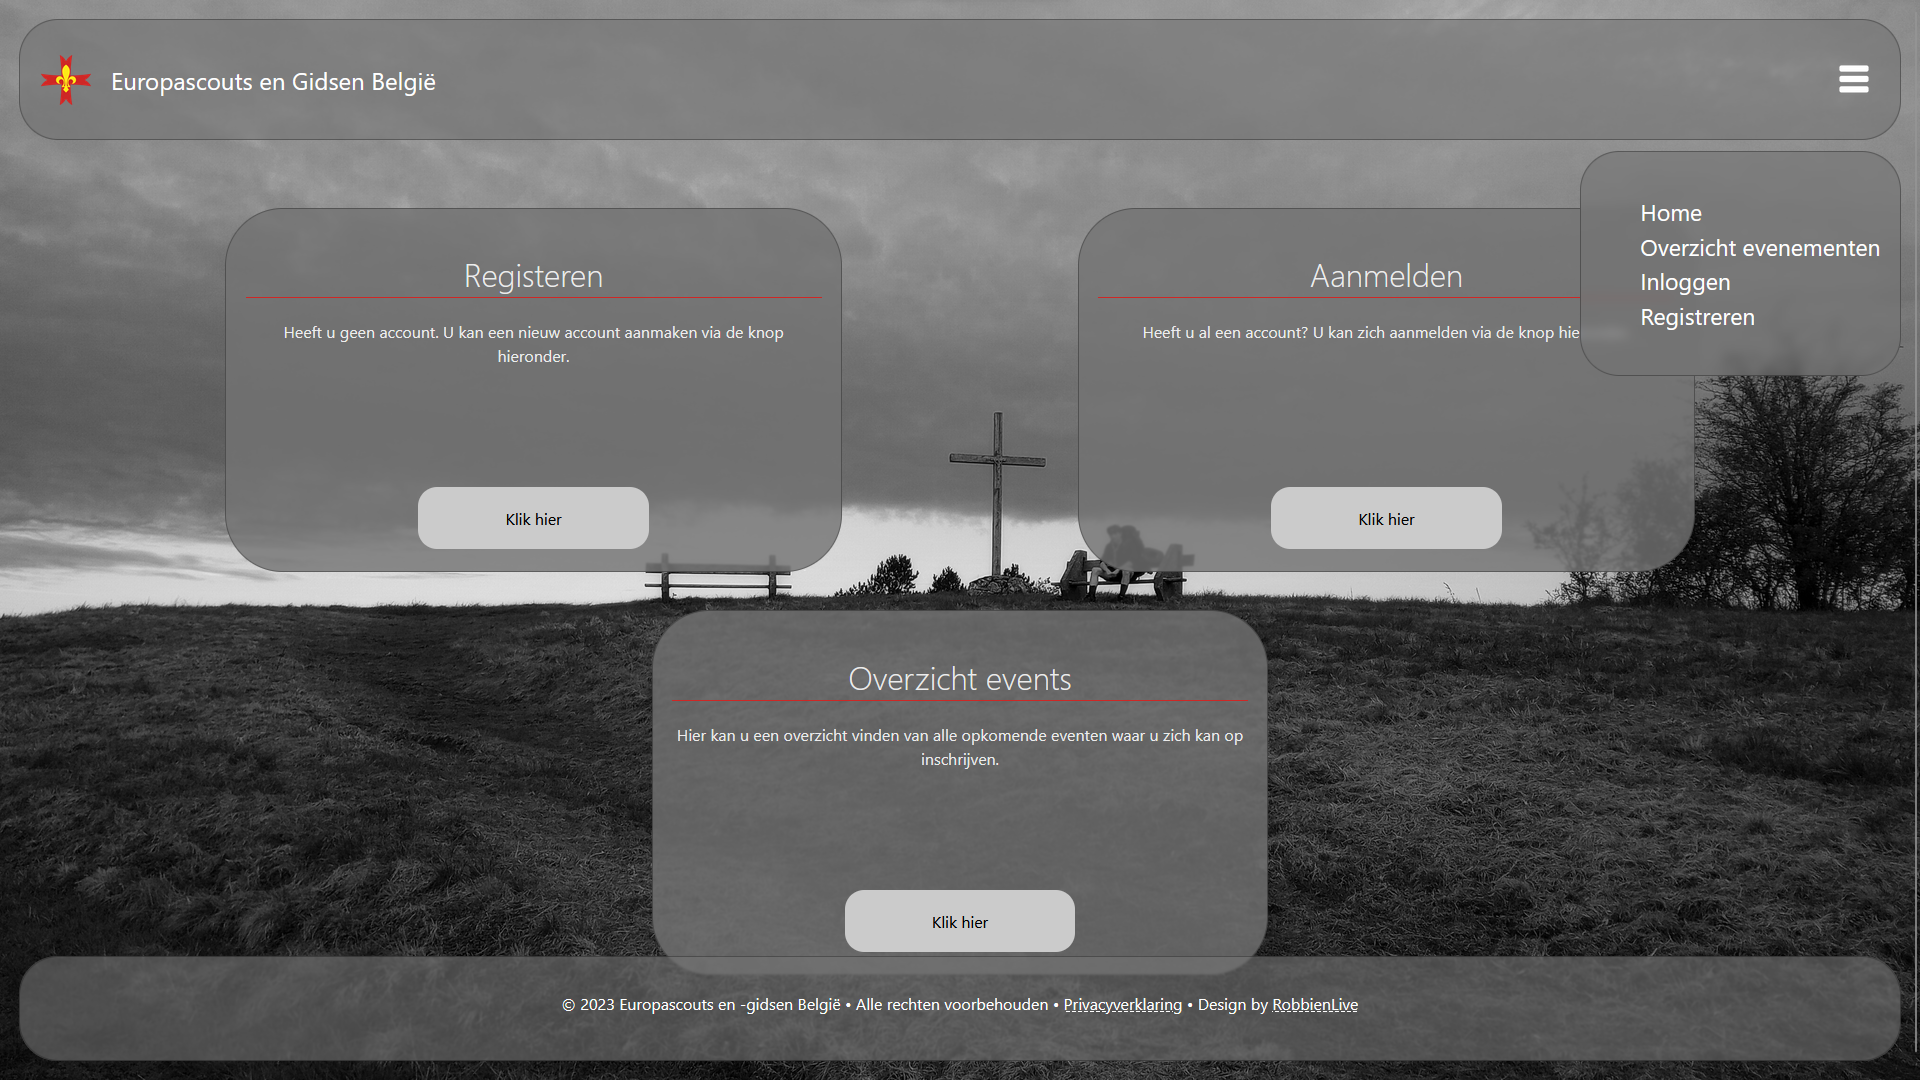 Europascouts en Gidsen België
Home
Overzicht evenementen
Inloggen
Registreren
Registeren
Heeft u geen account. U kan een nieuw account aanmaken via de knop
hieronder.
Klik hier
Aanmelden
Heeft u al een account? U kan zich aanmelden via de knop hie
Klik hier
Overzicht events
Hier kan u een overzicht vinden van alle opkomende eventen waar u zich kan op
inschrijven.
Klik hier
© 2023 Europascouts en -gidsen België • Alle rechten voorbehouden • Privacyverklaring • Design by RobbienLive